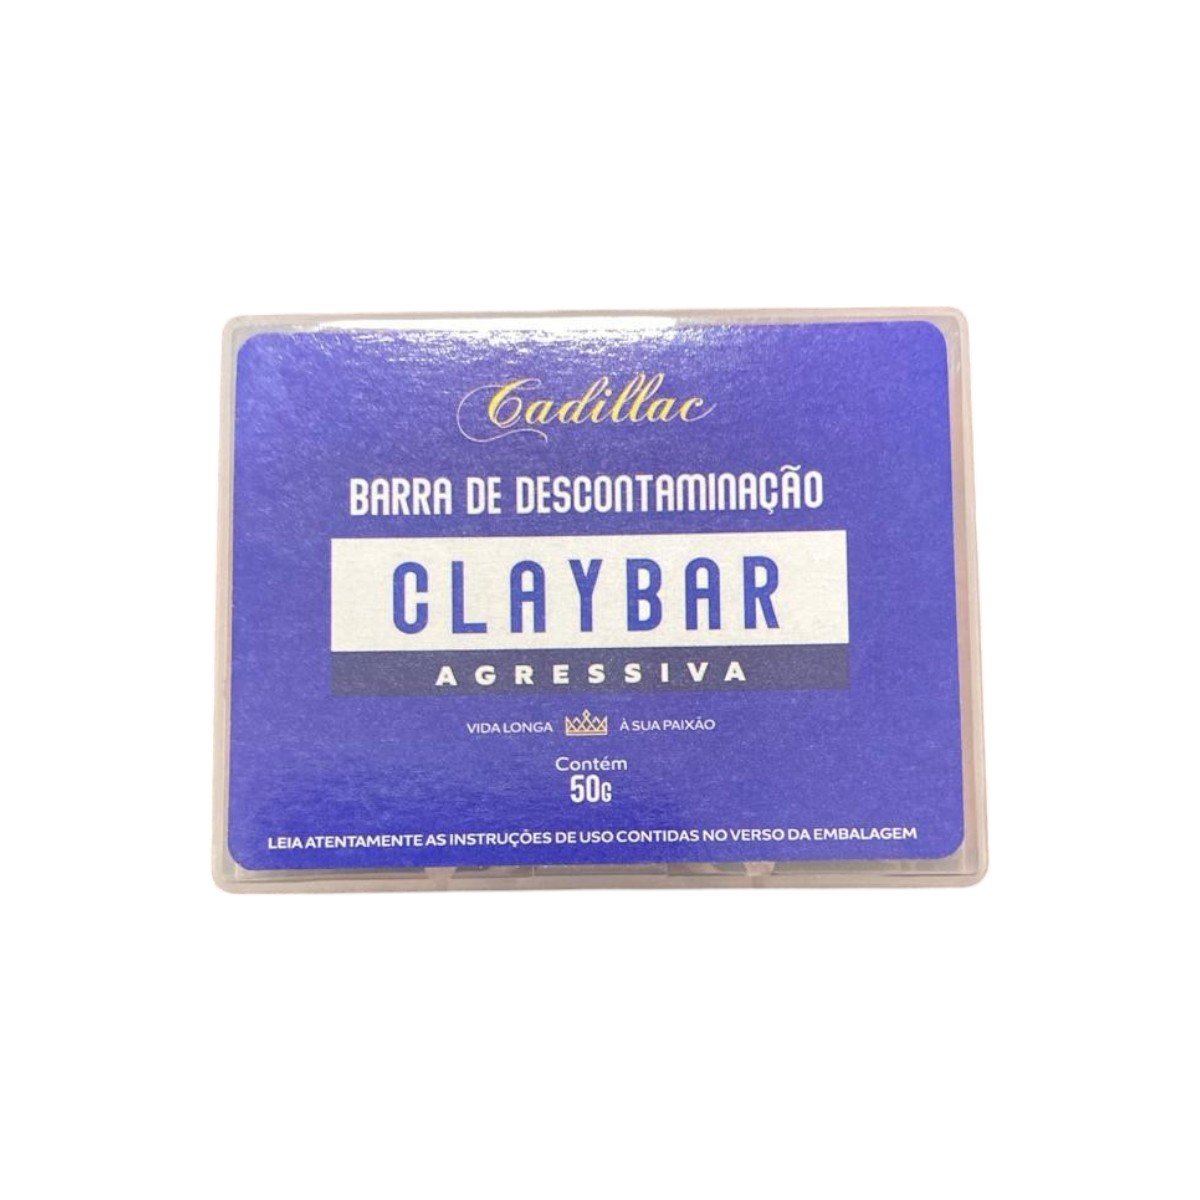 Cadillac
BARRA DE DESCONTAMINAÇÃO
CLAYBAR
AGRESSIVA
VIDA LONGA À SUA PAIXÃO
Contém
50G
LEIA ATENTAMENTE AS INSTRUÇÕES DE USO CONTIDAS NO VERSO DA EMBALAGEM